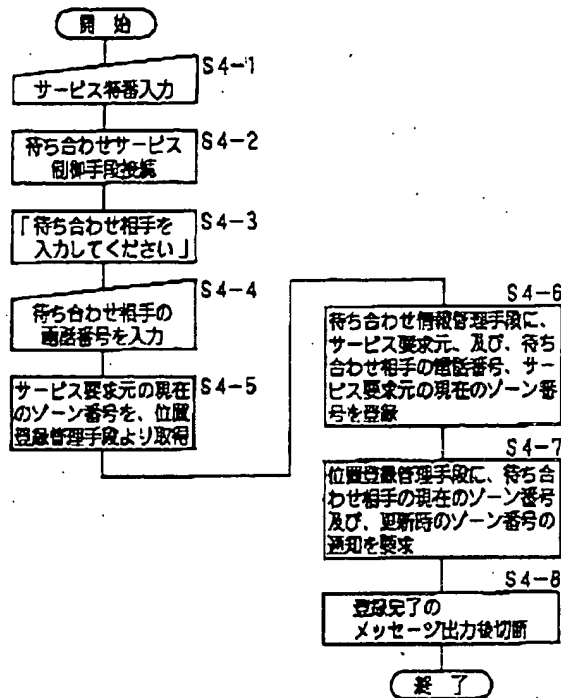 開始
S4-1
サービス特番入力
S4-2
待ち合わせサービス
制御手段接続
S4-3
「待ち合わせ相手を
入力してください」
S4-4
待ち合わせ相手の
電話番号を入力
S4-5
サービス要求元の現在
のゾーン番号を、位置
登録管理手段より取得
S4-6
待ち合わせ情報管理手段に、
サービス要求元、及び、待ち
合わせ相手の電話番号、サー
ビス要求元の現在のゾーン番
号を登録
S4-7
位置登録管理手段に、待ち合
わせ相手の現在のゾーン番号
及び、更新時のゾーン番号の
通知を要求
S4-8
登録完了の
メッセージ出力後切断
終了